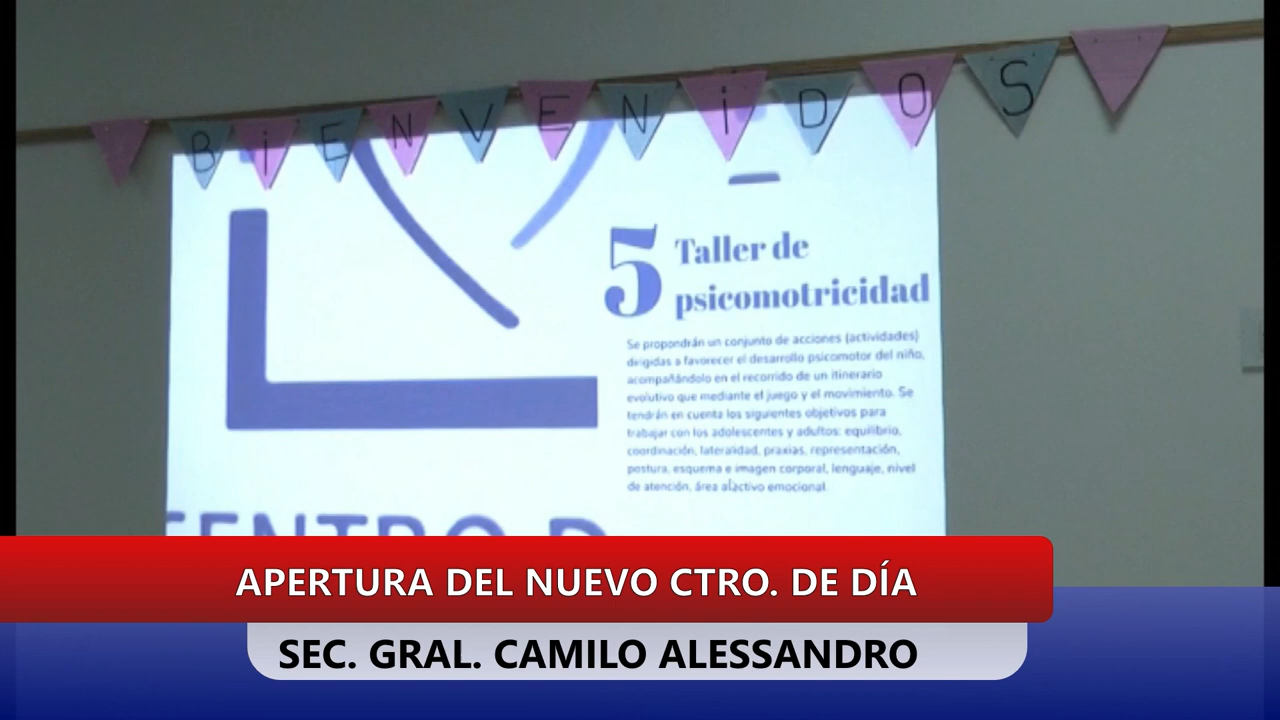 BiENVENiDOS
5
Taller de
psicomotricidad
Se propondrán un conjunto de acciones (actividades)
dirigidas a favorecer el desarrollo psicomotor del niño,
acompañándolo en el recorrido de un itinerario
evolutivo que mediante el juego y el movimiento. Se
tendrán en cuenta los siguientes objetivos para
trabajar con los adolescentes y adultos: equilibrio,
coordinación, lateralidad, praxias, representación,
postura, esquema e imagen corporal, lenguaje, nivel
de atención, área afectivo emocional
ENTRO D
APERTURA DEL NUEVO CTRO. DE DÍA
SEC. GRAL. CAMILO ALESSANDRO